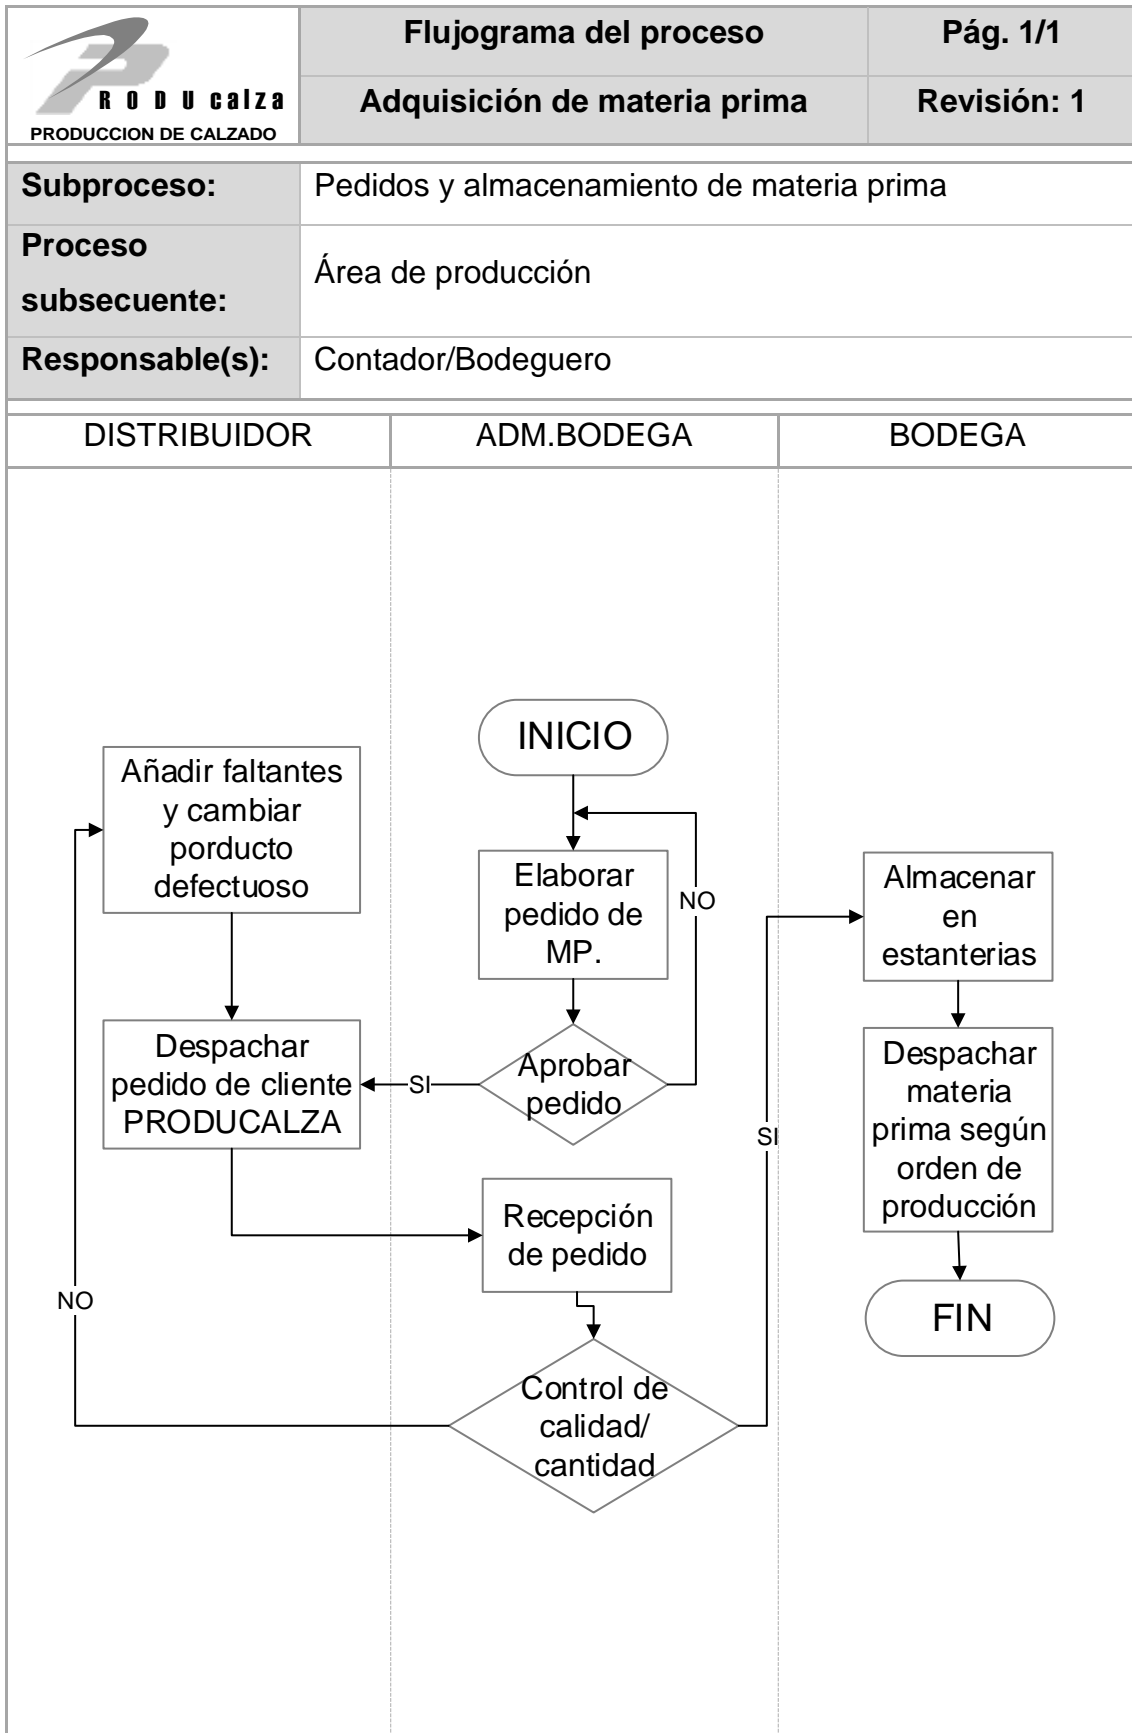 RODUcalza
PRODUCCION DE CALZADO
Flujograma del proceso
Pág. 1/1
Adquisición de materia prima
Revisión: 1
Subproceso:
Pedidos y almacenamiento de materia prima
Proceso
subsecuente:
Área de producción
Responsable(s):
Contador/Bodeguero
DISTRIBUIDOR
ADM.BODEGA
BODEGA
INICIO
Añadir faltantes
y cambiar
porducto
defectuoso
Elaborar
pedido de
MP.
NO
Almacenar
en
estanterias
Despachar
pedido de cliente
PRODUCALZA
SI
Aprobar
pedido
Despachar
materia
prima según
orden de
producción
SI
Recepción
de pedido
NO
FIN
Control de
calidad/
cantidad